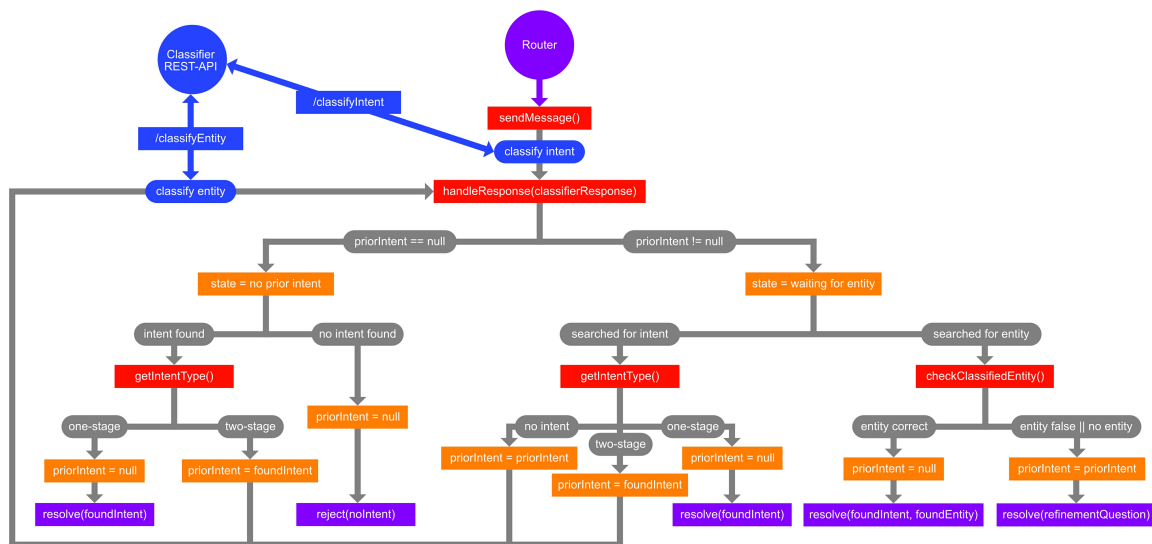 Classifier
REST-API
Router
/classifyIntent
sendMessage()
/classifyEntity
classify intent
classify entity
handleResponse(classifierResponse)
priorIntent == null
priorIntent != null
state = no prior intent
state = waiting for entity
intent found
no intent found
searched for intent
searched for entity
getIntentType()
getIntentType()
checkClassifiedEntity()
priorIntent = null
one-stage
two-stage
no intent
two-stage
one-stage
entity correct
entity false || no entity
priorIntent = null
priorIntent = foundIntent
priorIntent = priorIntent
priorIntent = foundIntent
priorIntent = null
priorIntent = null
priorIntent = priorIntent
resolve(foundIntent)
reject(noIntent)
resolve(foundIntent)
resolve(foundIntent, foundEntity)
resolve(refinementQuestion)